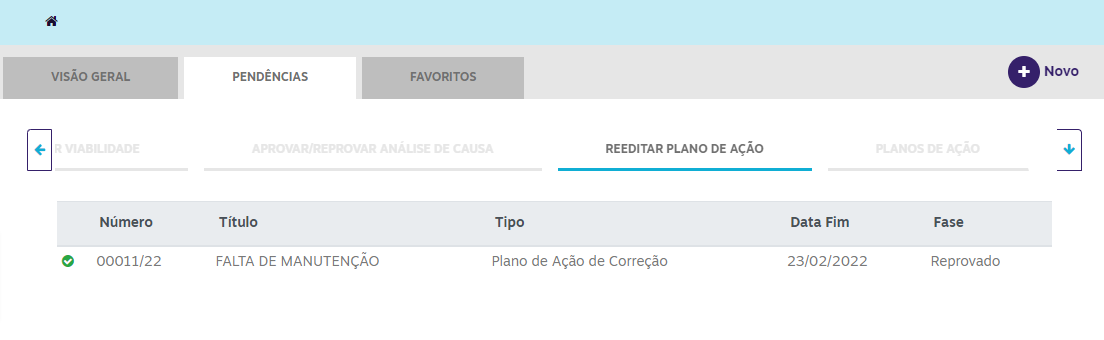 VISÃO GERAL PENDÊNCIAS FAVORITOS Novo
R VIABILIDADE APROVAR/REPROVAR ANÁLISE DE CAUSA REEDITAR PLANO DE AÇÃO PLANOS DE AÇÃO
Número Título Tipo Data Fim Fase
00011/22 FALTA DE MANUTENÇÃO Plano de Ação de Correção 23/02/2022 Reprovado